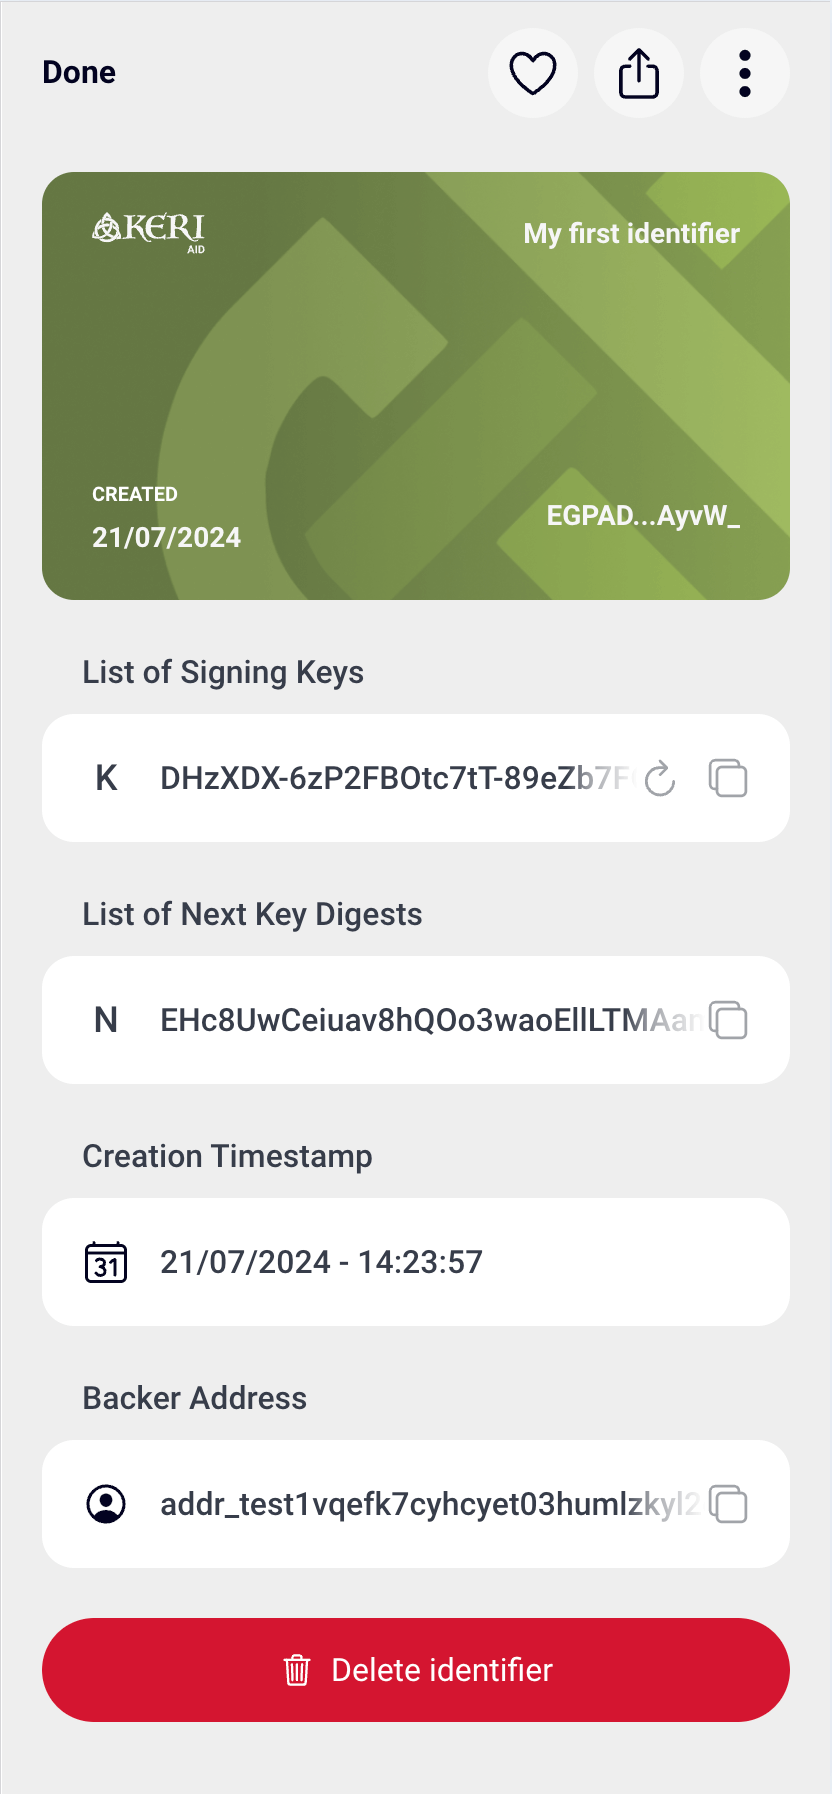 Done
KERI
AID
My first identifier
CREATED
21/07/2024
EGPAD...AyvW_
List of Signing Keys
K DHzXDX-6zP2FBOtc7tT-89eZb7F
List of Next Key Digests
N EHc8UwCeiuav8hQOo3waoEllLTMAan
Creation Timestamp
31 21/07/2024 - 14:23:57
Backer Address
addr_test1vqefk7cyhcyet03humlzkyl2
Delete identifier